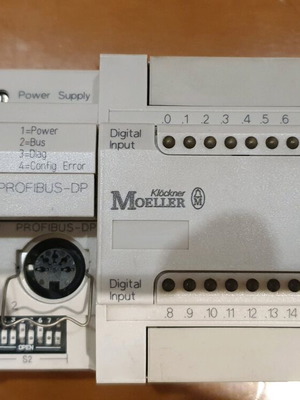 Power Supply
1=Power
2=Bus
3=Diag
4=Config Error
PROFIBUS-DP
PROFIBUS-DP
OPEN
S2
.0 .1 .2 .3 .4 .5 .6
Digital
Input
Klöckner
MOELLER
Digital
Input
.8 .9 .10 .11 .12 .13 .14